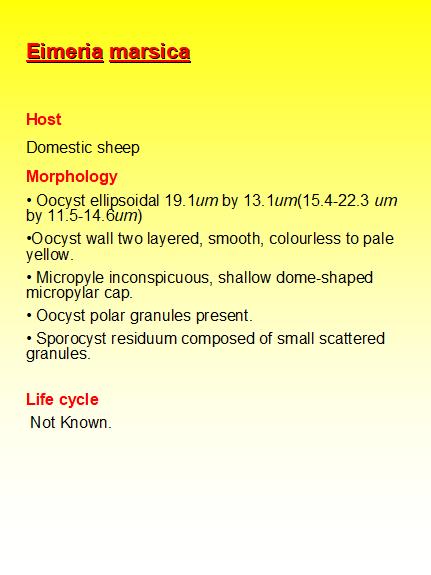 Eimeria marsica
Host
Domestic sheep
Morphology
• Oocyst ellipsoidal 19.1um by 13.1um(15.4-22.3 um
by 11.5-14.6um)
•Oocyst wall two layered, smooth, colourless to pale
yellow.
• Micropyle inconspicuous, shallow dome-shaped
micropylar cap.
• Oocyst polar granules present.
• Sporocyst residuum composed of small scattered
granules.
Life cycle
Not Known.